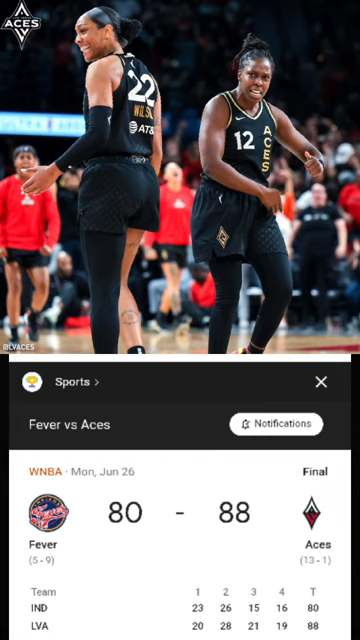 ACES
22
WILSON
AT&T
12
ACES
@LVACES
Sports >
Fever vs Aces
Notifications
WNBA · Mon, Jun 26 Final
80 - 88
Fever Aces
(5 - 9) (13 - 1)
Team 1 2 3 4 T
IND 23 26 15 16 80
LVA 20 28 21 19 88